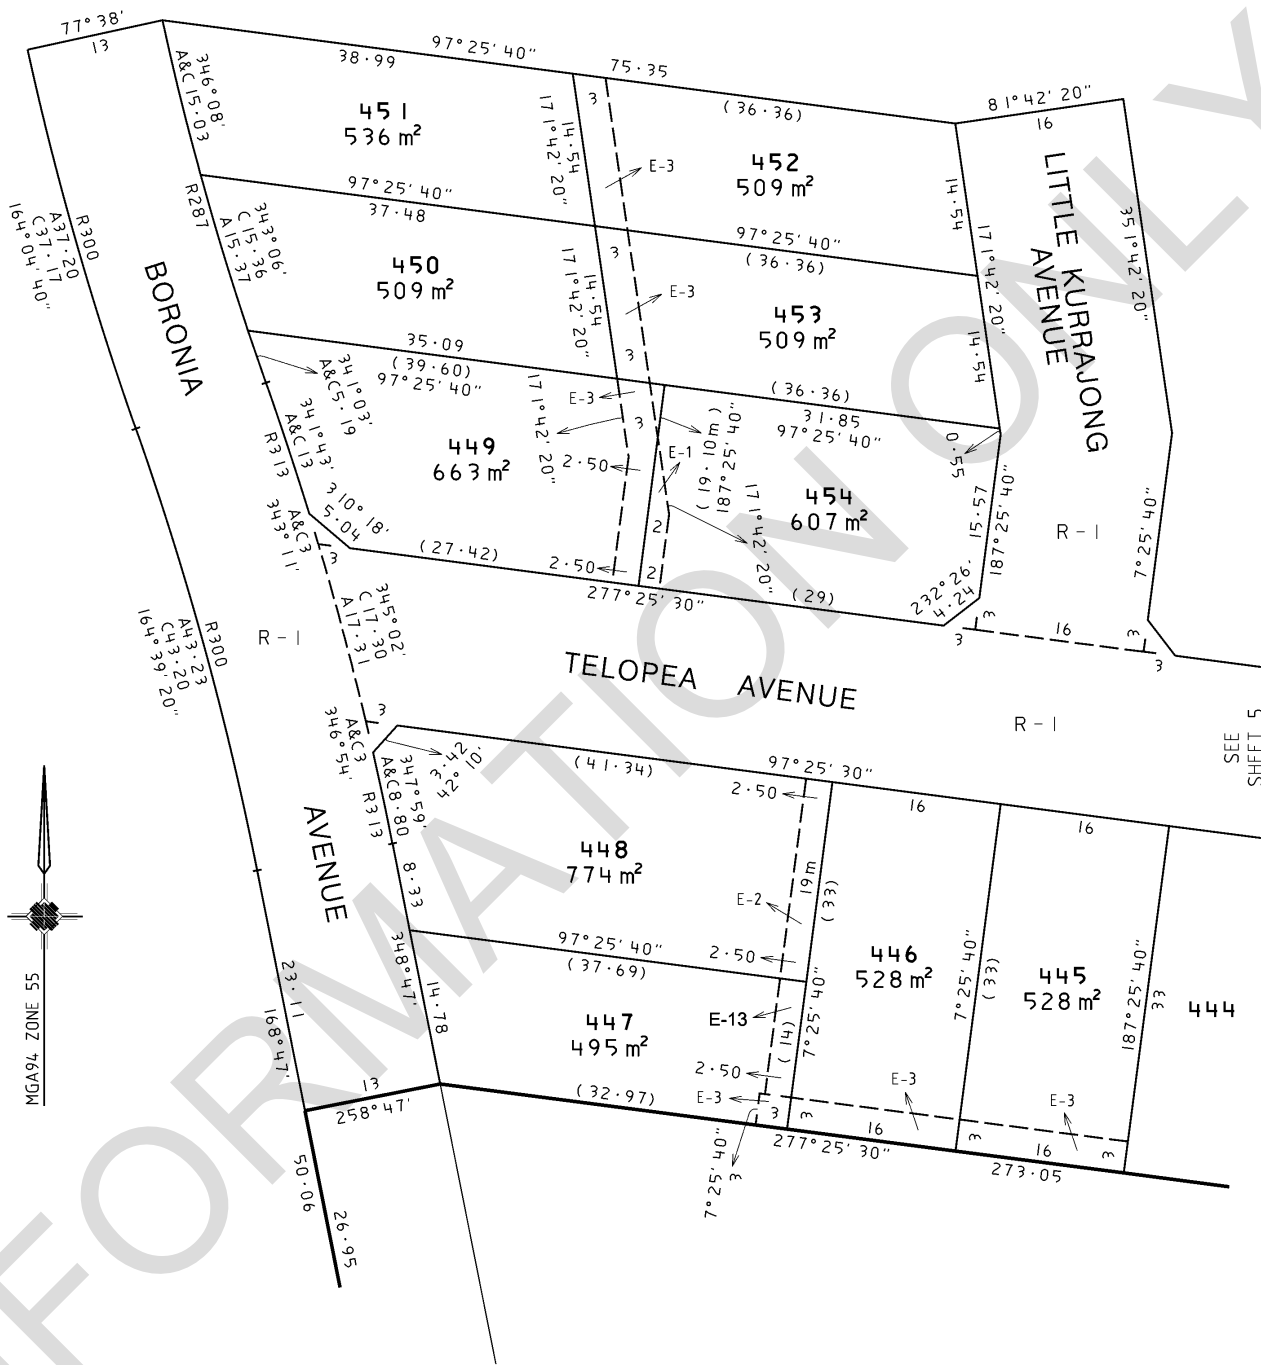 77° 38'
13
97° 25' 40"
38·99
75·35
(36·36)
81° 42' 20"
16
346° 08'
A&C 15·03
451
536 m²
3
14·54
171° 42' 20"
E-3
452
509 m²
14·54
LITTLE KURRAJONG
AVENUE
351° 42' 20"
97° 25' 40"
37·48
R287
343° 06'
C 15·36
A 15·37
R300
A37·20
C37·17
164° 04' 40"
BORONIA
450
509 m²
3
14·54
171° 42' 20"
E-3
97° 25' 40"
(36·36)
171° 42' 20"
453
509 m²
14·54
35·09
(39·60)
97° 25' 40"
3
341° 03'
A&C5·19
E-3
171° 42' 20"
(36·36)
31·85
97° 25' 40"
(19·10m)
187° 25' 40"
0·55
341° 43'
A&C 13
R313
449
663 m²
3
2·50
E-1
454
607 m²
171° 42' 20"
15·57
187° 25' 40"
R-1
7° 25' 40"
310° 18'
5·04
A&C3
343° 11'
3
(27·42)
2·50
2
2
277° 25' 30"
(29)
232° 26'
4·24
3
3
16
3
3
345° 02'
C 17·30
A 17·31
R300
A43·23
C43·20
164° 39' 20"
R-1
TELOPEA AVENUE
R-1
SEE
SHEET 5
3
A&C3
346° 54'
3·42
42° 10'
(41·34)
97° 25' 30"
2·50
16
16
347° 59'
A&C8·80
R313
8·33
AVENUE
448
774 m²
19m
(33)
E-2
97° 25' 40"
(37·69)
2·50
446
528 m²
7° 25' 40"
(33)
445
528 m²
187° 25' 40"
33
444
348° 47'
14·78
23·11
168° 47'
447
495 m²
E-13
(14)
7° 25' 40"
2·50
E-3
E-3
E-3
(32·97)
3
3
7° 25' 40"
3
16
277° 25' 30"
3
16
3
273·05
13
258° 47'
50·06
26·95
MGA94 ZONE 55
FORMATION ONLY